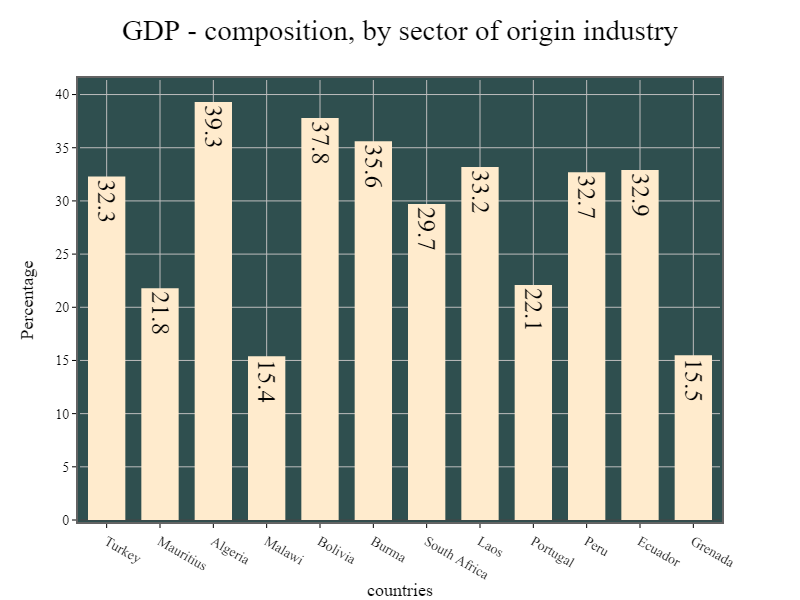 GDP - composition, by sector of origin industry
Percentage
40
35
30
25
20
15
10
5
0
32.3
21.8
39.3
15.4
37.8
35.6
29.7
33.2
22.1
32.7
32.9
15.5
Turkey
Mauritius
Algeria
Malawi
Bolivia
Burma
South Africa
Laos
Portugal
Peru
Ecuador
Grenada
countries